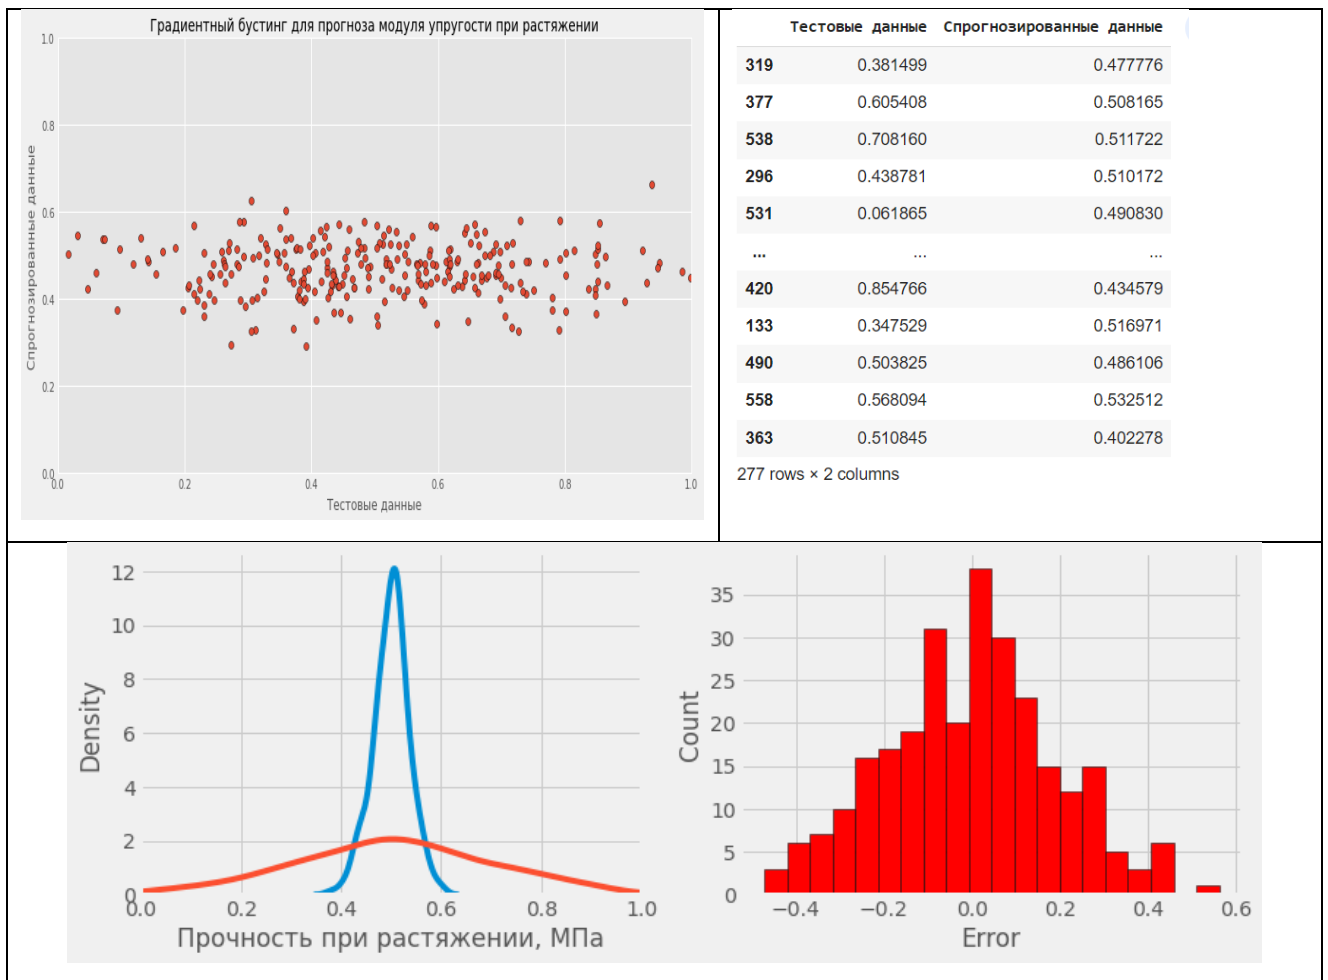 Градиентный бустинг для прогноза модуля упругости при растяжении
1.0
0.8
0.6
0.4
0.2
0.0
Спрогнозированные данные
0.0 0.2 0.4 0.6 0.8 1.0
Тестовые данные
Тестовые данные Спрогнозированные данные
319 0.381499 0.477776
377 0.605408 0.508165
538 0.708160 0.511722
296 0.438781 0.510172
531 0.061865 0.490830
... ... ...
420 0.854766 0.434579
133 0.347529 0.516971
490 0.503825 0.486106
558 0.568094 0.532512
363 0.510845 0.402278
277 rows × 2 columns
12
10
8
6
4
2
0
Density
0.0 0.2 0.4 0.6 0.8 1.0
Прочность при растяжении, МПа
35
30
25
20
15
10
5
0
Count
−0.4 −0.2 0.0 0.2 0.4 0.6
Error